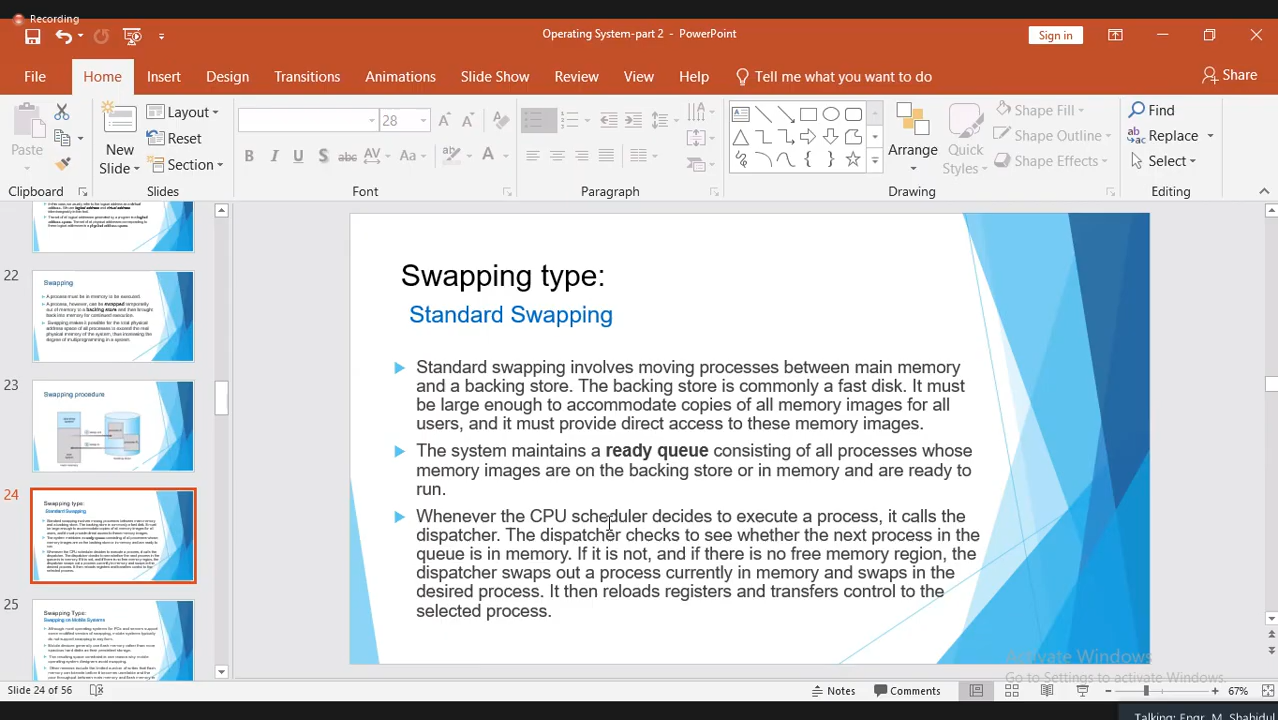 Recording
Operating System-part 2 - PowerPoint
Sign in
File Home Insert Design Transitions Animations Slide Show Review View Help Tell me what you want to do Share
Paste
New Slide
Layout
Reset
Section
28
Aa
Arrange
Quick Styles
Shape Fill
Shape Outline
Shape Effects
Find
Replace
Select
Clipboard Slides Font Paragraph Drawing Editing
22
Swapping
23
Swapping procedure
24
Swapping type:
Standard Swapping
25
Swapping Type:
Swapping on Mobile Systems
Swapping type:
Standard Swapping
Standard swapping involves moving processes between main memory
and a backing store. The backing store is commonly a fast disk. It must
be large enough to accommodate copies of all memory images for all
users, and it must provide direct access to these memory images.
The system maintains a ready queue consisting of all processes whose
memory images are on the backing store or in memory and are ready to
run.
Whenever the CPU scheduler decides to execute a process, it calls the
dispatcher. The dispatcher checks to see whether the next process in the
queue is in memory. If it is not, and if there is no free memory region, the
dispatcher swaps out a process currently in memory and swaps in the
desired process. It then reloads registers and transfers control to the
selected process.
Activate Windows
Go to Settings to activate Windows.
Slide 24 of 56
Notes
Comments
67%
Talking: Engr. M. Shahidul